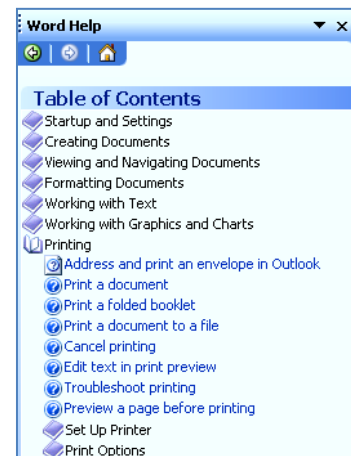 Word Help
Table of Contents
Startup and Settings
Creating Documents
Viewing and Navigating Documents
Formatting Documents
Working with Text
Working with Graphics and Charts
Printing
Address and print an envelope in Outlook
Print a document
Print a folded booklet
Print a document to a file
Cancel printing
Edit text in print preview
Troubleshoot printing
Preview a page before printing
Set Up Printer
Print Options